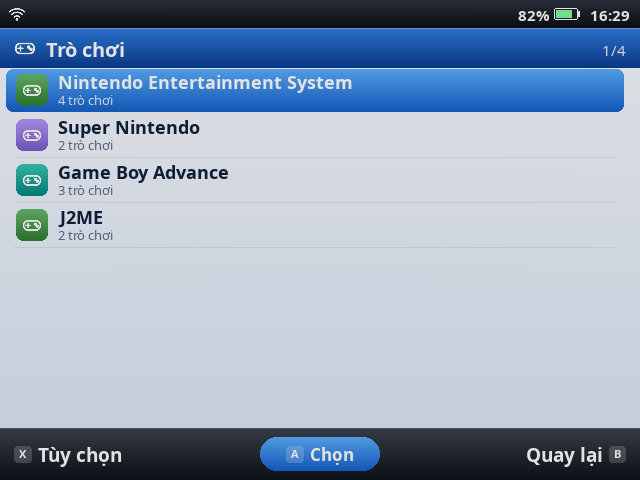 82% 16:29
Trò chơi 1/4
Nintendo Entertainment System
4 trò chơi
Super Nintendo
2 trò chơi
Game Boy Advance
3 trò chơi
J2ME
2 trò chơi
X Tùy chọn A Chọn Quay lại B